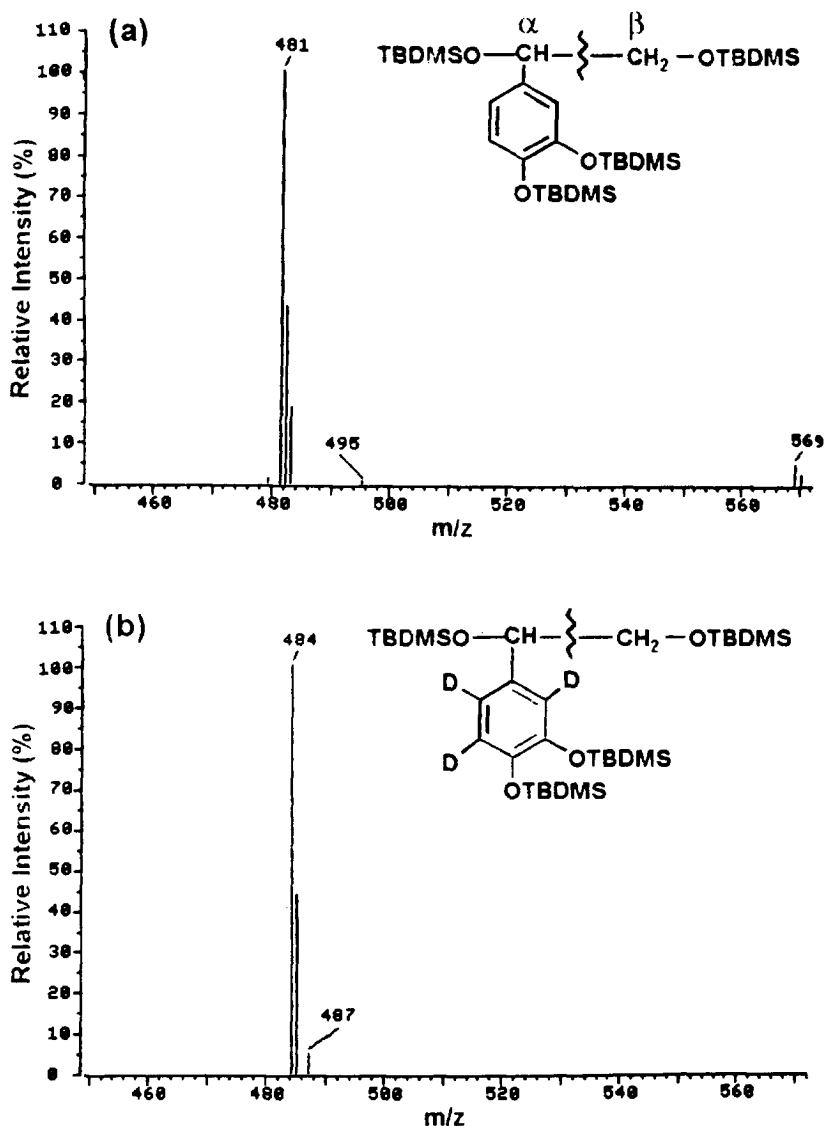 (a)
110
100
90
80
70
60
50
40
30
20
10
0
Relative Intensity (%)
481
495
569
460
480
500
520
540
560
m/z
α
β
TBDMSO—CH—CH2—OTBDMS
OTBDMS
OTBDMS
(b)
110
100
90
80
70
60
50
40
30
20
10
0
Relative Intensity (%)
484
487
460
480
500
520
540
560
m/z
TBDMSO—CH—CH2—OTBDMS
D
D
D
OTBDMS
OTBDMS